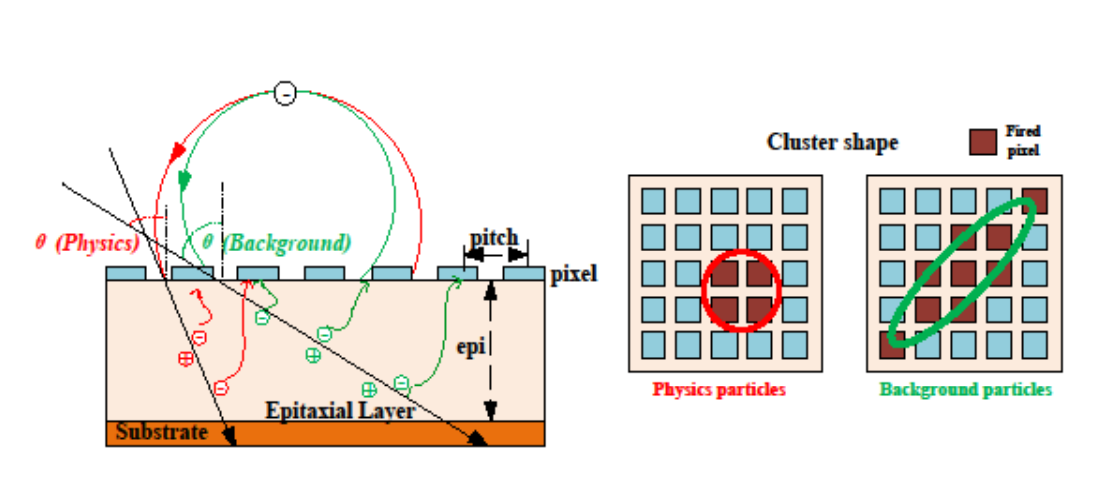 θ (Physics)
θ (Background)
pitch
pixel
epi
Epitaxial Layer
Substrate
Cluster shape
Fired
pixel
Physics particles
Background particles